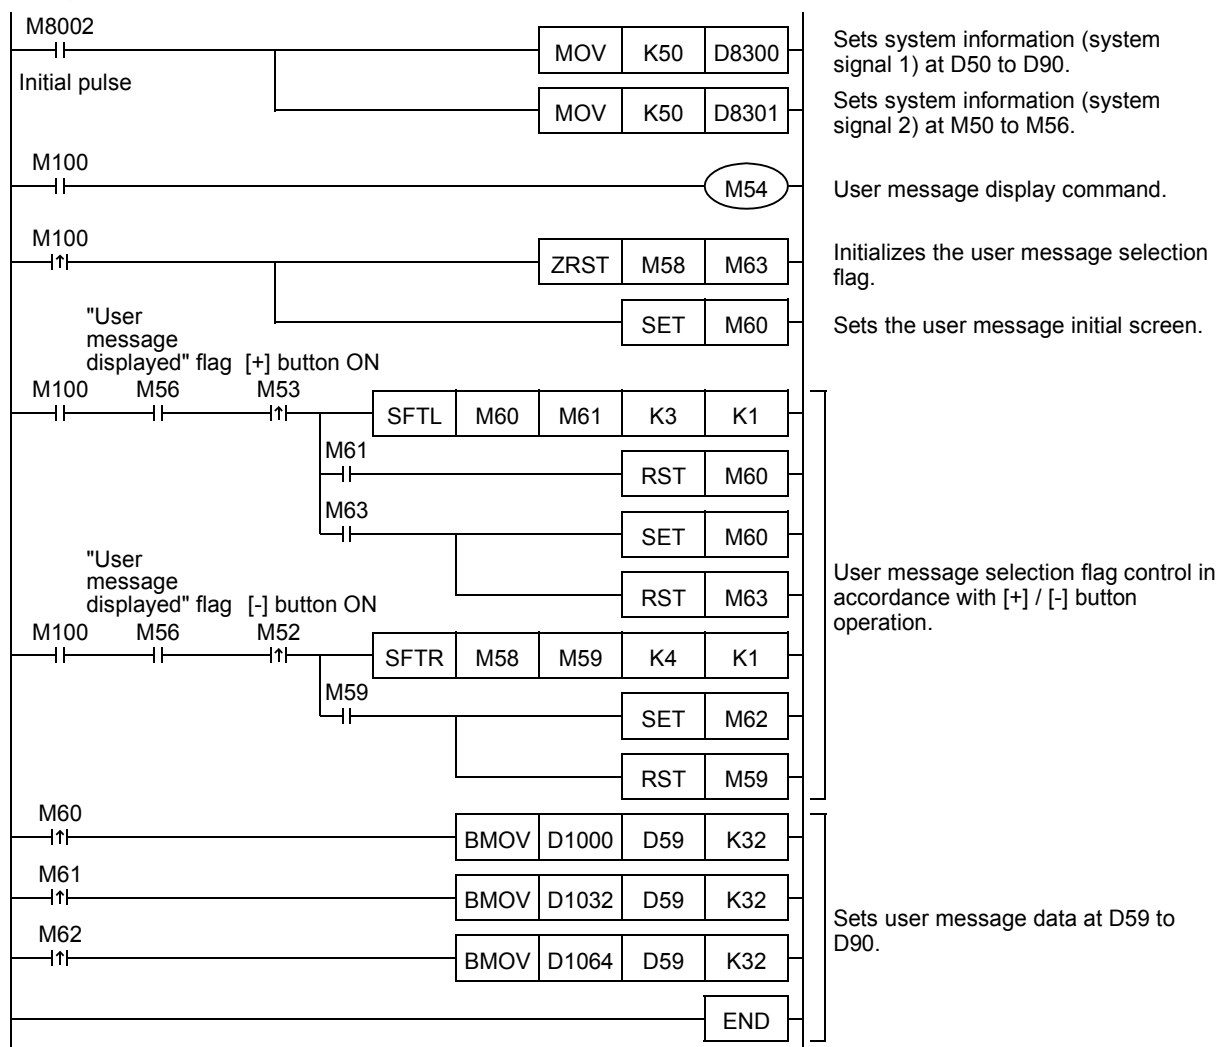 M8002
MOV K50 D8300
Sets system information (system
signal 1) at D50 to D90.
Initial pulse
MOV K50 D8301
Sets system information (system
signal 2) at M50 to M56.
M100
M54
User message display command.
M100
ZRST M58 M63
Initializes the user message selection
flag.
SET M60
Sets the user message initial screen.
"User
message
displayed" flag [+] button ON
M100 M56 M53
SFTL M60 M61 K3 K1
M61
RST M60
M63
SET M60
RST M63
"User
message
displayed" flag [-] button ON
M100 M56 M52
SFTR M58 M59 K4 K1
M59
SET M62
RST M59
User message selection flag control in
accordance with [+] / [-] button
operation.
M60
BMOV D1000 D59 K32
M61
BMOV D1032 D59 K32
M62
BMOV D1064 D59 K32
Sets user message data at D59 to
D90.
END